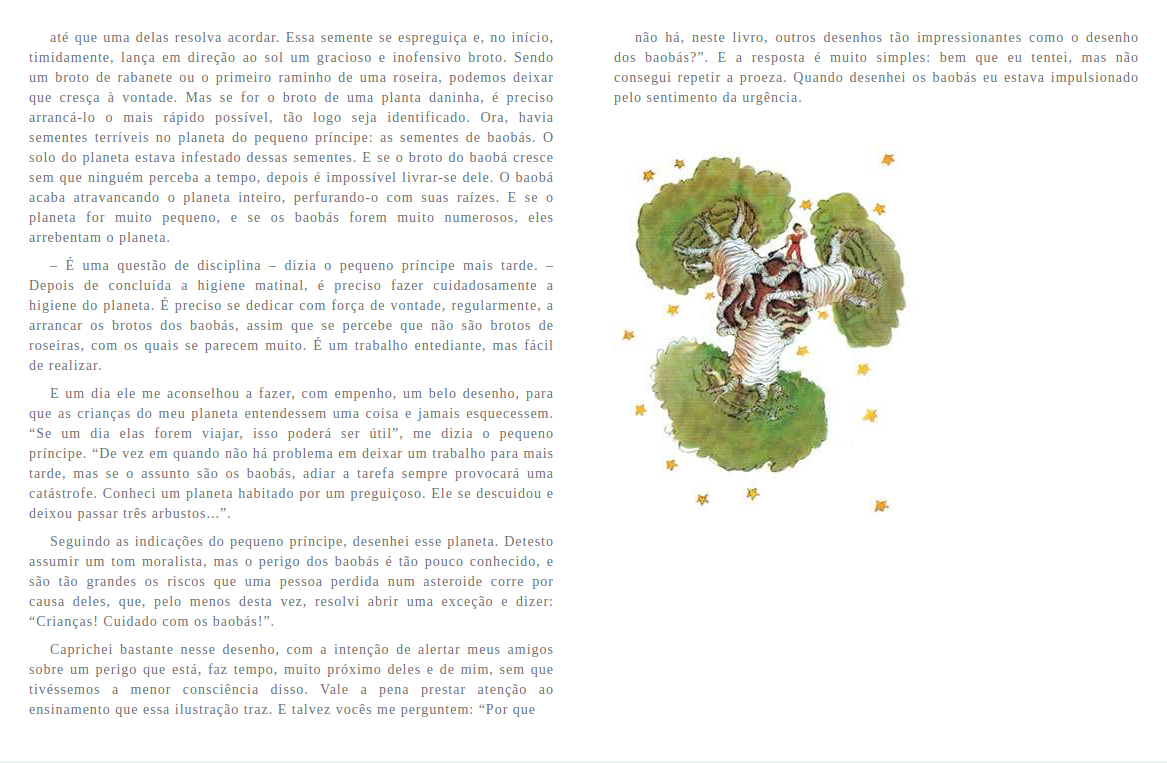 até que uma delas resolva acordar. Essa semente se espreguiça e, no início,
timidamente, lança em direção ao sol um gracioso e inofensivo broto. Sendo
um broto de rabanete ou o primeiro raminho de uma roseira, podemos deixar
que cresça à vontade. Mas se for o broto de uma planta daninha, é preciso
arrancá-lo o mais rápido possível, tão logo seja identificado. Ora, havia
sementes terríveis no planeta do pequeno príncipe: as sementes de baobás. O
solo do planeta estava infestado dessas sementes. E se o broto do baobá cresce
sem que ninguém perceba a tempo, depois é impossível livrar-se dele. O baobá
acaba atravancando o planeta inteiro, perfurando-o com suas raízes. E se o
planeta for muito pequeno, e se os baobás forem muito numerosos, eles
arrebentam o planeta.
– É uma questão de disciplina – dizia o pequeno príncipe mais tarde. –
Depois de concluída a higiene matinal, é preciso fazer cuidadosamente a
higiene do planeta. É preciso se dedicar com força de vontade, regularmente, a
arrancar os brotos dos baobás, assim que se percebe que não são brotos de
roseiras, com os quais se parecem muito. É um trabalho entediante, mas fácil
de realizar.
E um dia ele me aconselhou a fazer, com empenho, um belo desenho, para
que as crianças do meu planeta entendessem uma coisa e jamais esquecessem.
“Se um dia elas forem viajar, isso poderá ser útil”, me dizia o pequeno
príncipe. “De vez em quando não há problema em deixar um trabalho para mais
tarde, mas se o assunto são os baobás, adiar a tarefa sempre provocará uma
catástrofe. Conheci um planeta habitado por um preguiçoso. Ele se descuidou e
deixou passar três arbustos...”.
Seguindo as indicações do pequeno príncipe, desenhei esse planeta. Detesto
assumir um tom moralista, mas o perigo dos baobás é tão pouco conhecido, e
são tão grandes os riscos que uma pessoa perdida num asteroide corre por
causa deles, que, pelo menos desta vez, resolvi abrir uma exceção e dizer:
“Crianças! Cuidado com os baobás!”.
Caprichei bastante nesse desenho, com a intenção de alertar meus amigos
sobre um perigo que está, faz tempo, muito próximo deles e de mim, sem que
tivéssemos a menor consciência disso. Vale a pena prestar atenção ao
ensinamento que essa ilustração traz. E talvez vocês me perguntem: “Por que
não há, neste livro, outros desenhos tão impressionantes como o desenho
dos baobás?”. E a resposta é muito simples: bem que eu tentei, mas não
consegui repetir a proeza. Quando desenhei os baobás eu estava impulsionado
pelo sentimento da urgência.